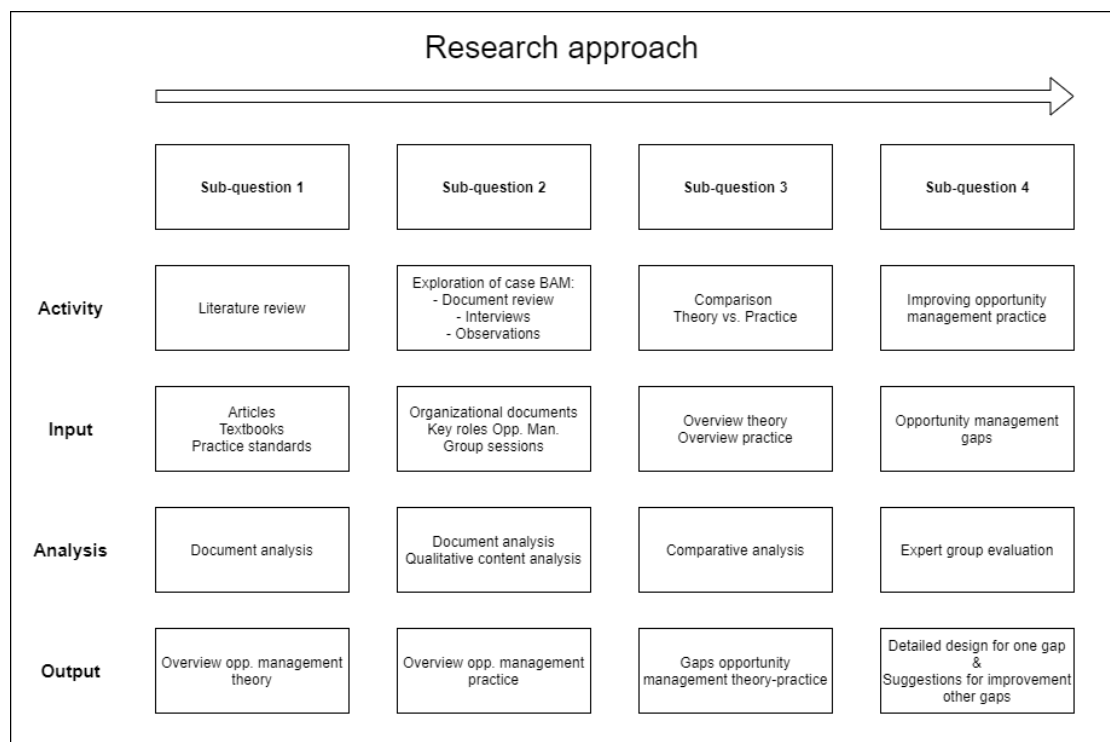 Research approach
Sub-question 1
Sub-question 2
Sub-question 3
Sub-question 4
Activity
Literature review
Exploration of case BAM:
- Document review
- Interviews
- Observations
Comparison
Theory vs. Practice
Improving opportunity
management practice
Input
Articles
Textbooks
Practice standards
Organizational documents
Key roles Opp. Man.
Group sessions
Overview theory
Overview practice
Opportunity management
gaps
Analysis
Document analysis
Document analysis
Qualitative content analysis
Comparative analysis
Expert group evaluation
Output
Overview opp. management
theory
Overview opp. management
practice
Gaps opportunity
management theory-practice
Detailed design for one gap
&
Suggestions for improvement
other gaps